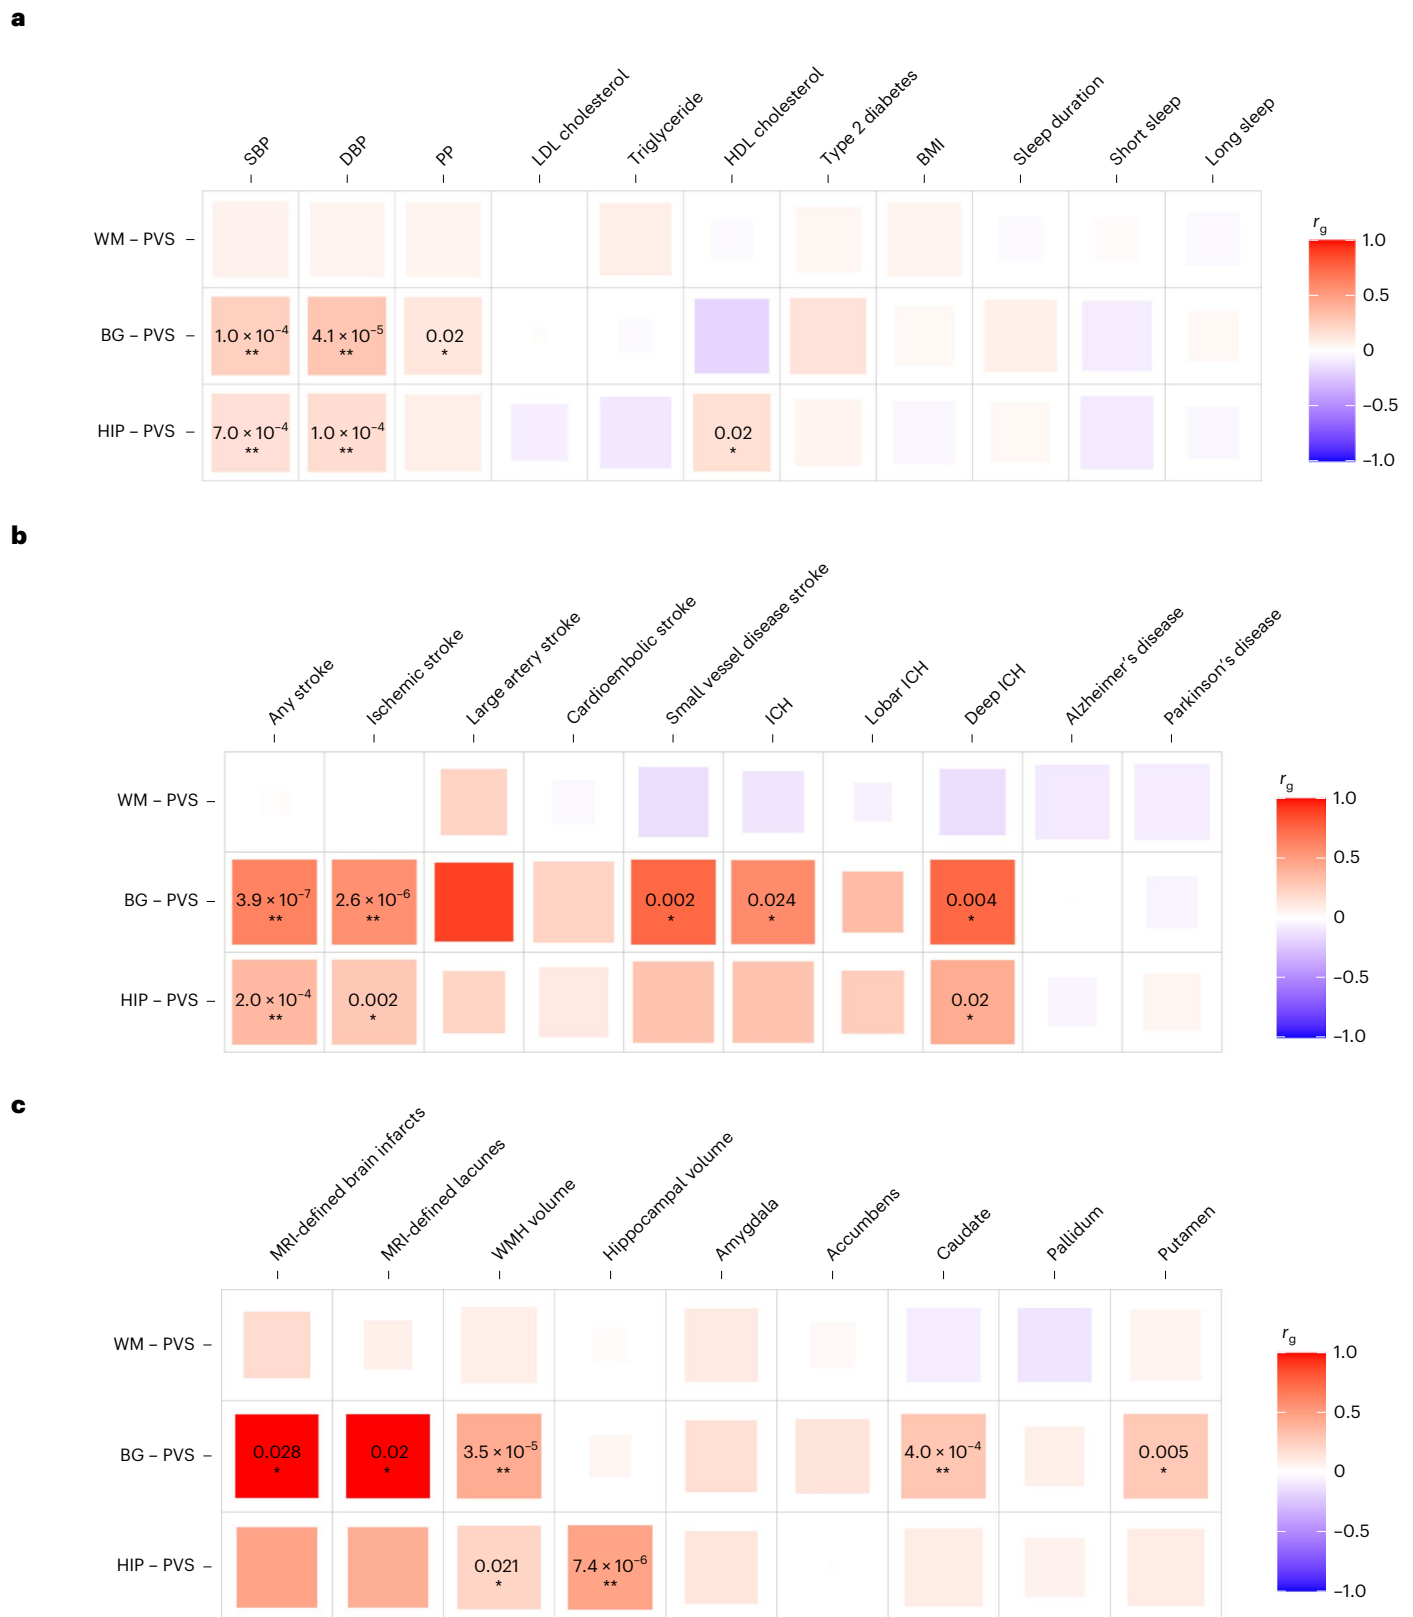 a
SBP
DBP
PP
LDL cholesterol
Triglyceride
HDL cholesterol
Type 2 diabetes
BMI
Sleep duration
Short sleep
Long sleep
WM – PVS
BG – PVS
1.0 × 10⁻⁴
**
4.1 × 10⁻⁵
**
0.02
*
HIP – PVS
7.0 × 10⁻⁴
**
1.0 × 10⁻⁴
**
0.02
*
rg
1.0
0.5
0
–0.5
–1.0
b
Any stroke
Ischemic stroke
Large artery stroke
Cardioembolic stroke
Small vessel disease stroke
ICH
Lobar ICH
Deep ICH
Alzheimer's disease
Parkinson's disease
WM – PVS
BG – PVS
3.9 × 10⁻⁷
**
2.6 × 10⁻⁶
**
0.002
*
0.024
*
0.004
*
HIP – PVS
2.0 × 10⁻⁴
**
0.002
*
0.02
*
rg
1.0
0.5
0
–0.5
–1.0
c
MRI-defined brain infarcts
MRI-defined lacunes
WMH volume
Hippocampal volume
Amygdala
Accumbens
Caudate
Pallidum
Putamen
WM – PVS
BG – PVS
0.028
*
0.02
*
3.5 × 10⁻⁵
**
4.0 × 10⁻⁴
**
0.005
*
HIP – PVS
0.021
*
7.4 × 10⁻⁶
**
rg
1.0
0.5
0
–0.5
–1.0